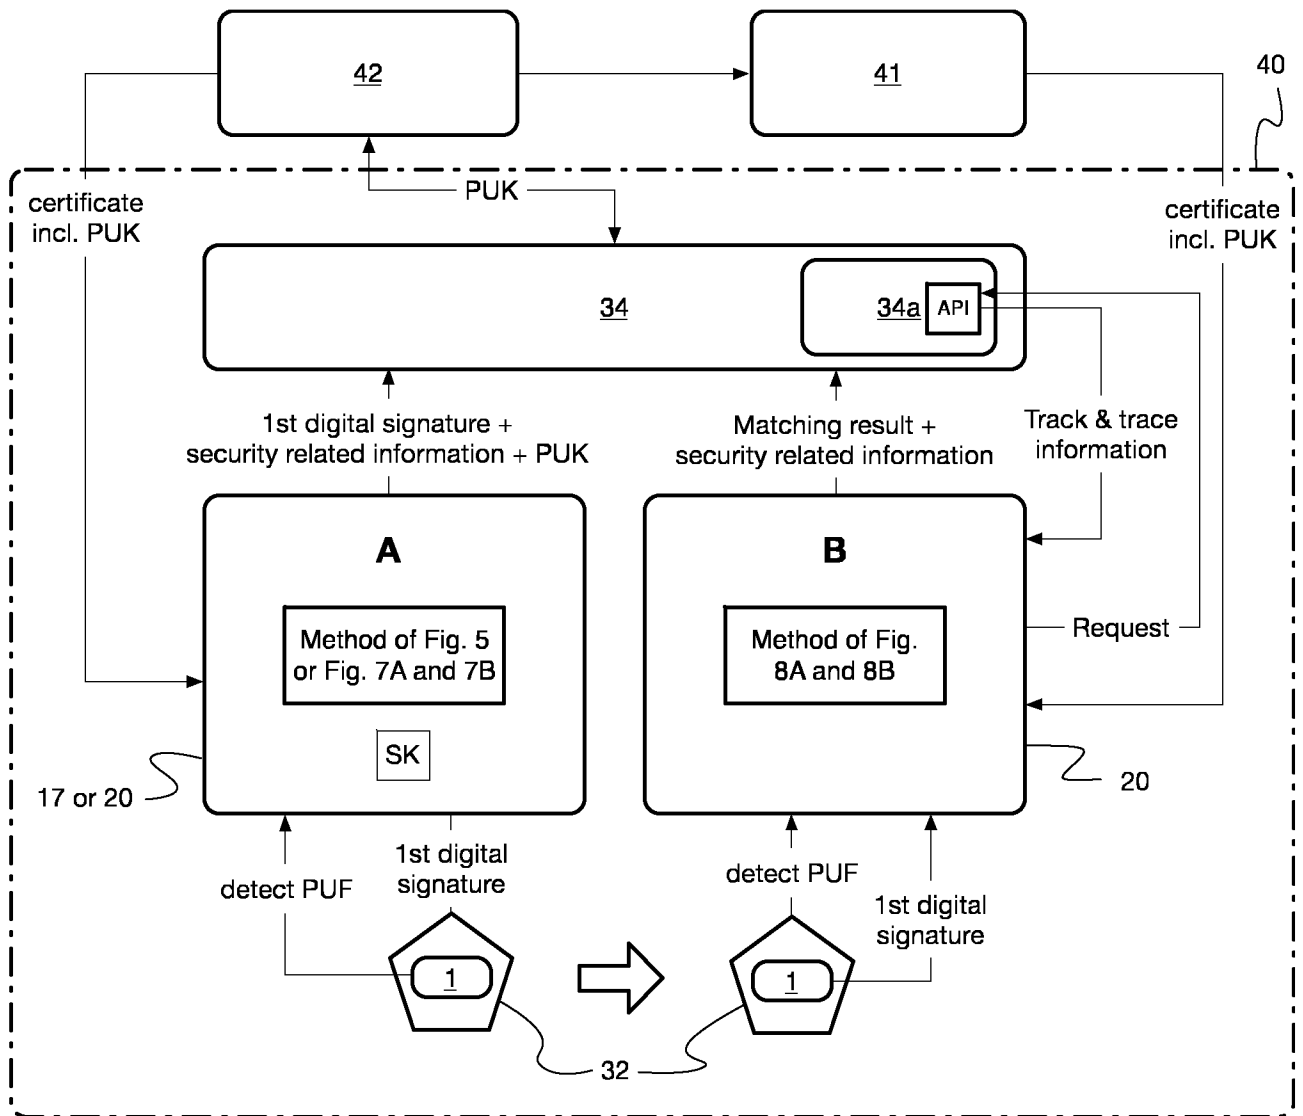 42
41
40
PUK
certificate
incl. PUK
certificate
incl. PUK
34
34a
API
1st digital signature +
security related information + PUK
Matching result +
security related information
Track & trace
information
A
B
Method of Fig. 5
or Fig. 7A and 7B
Method of Fig.
8A and 8B
Request
SK
17 or 20
20
detect PUF
1st digital
signature
detect PUF
1st digital
signature
1
1
32